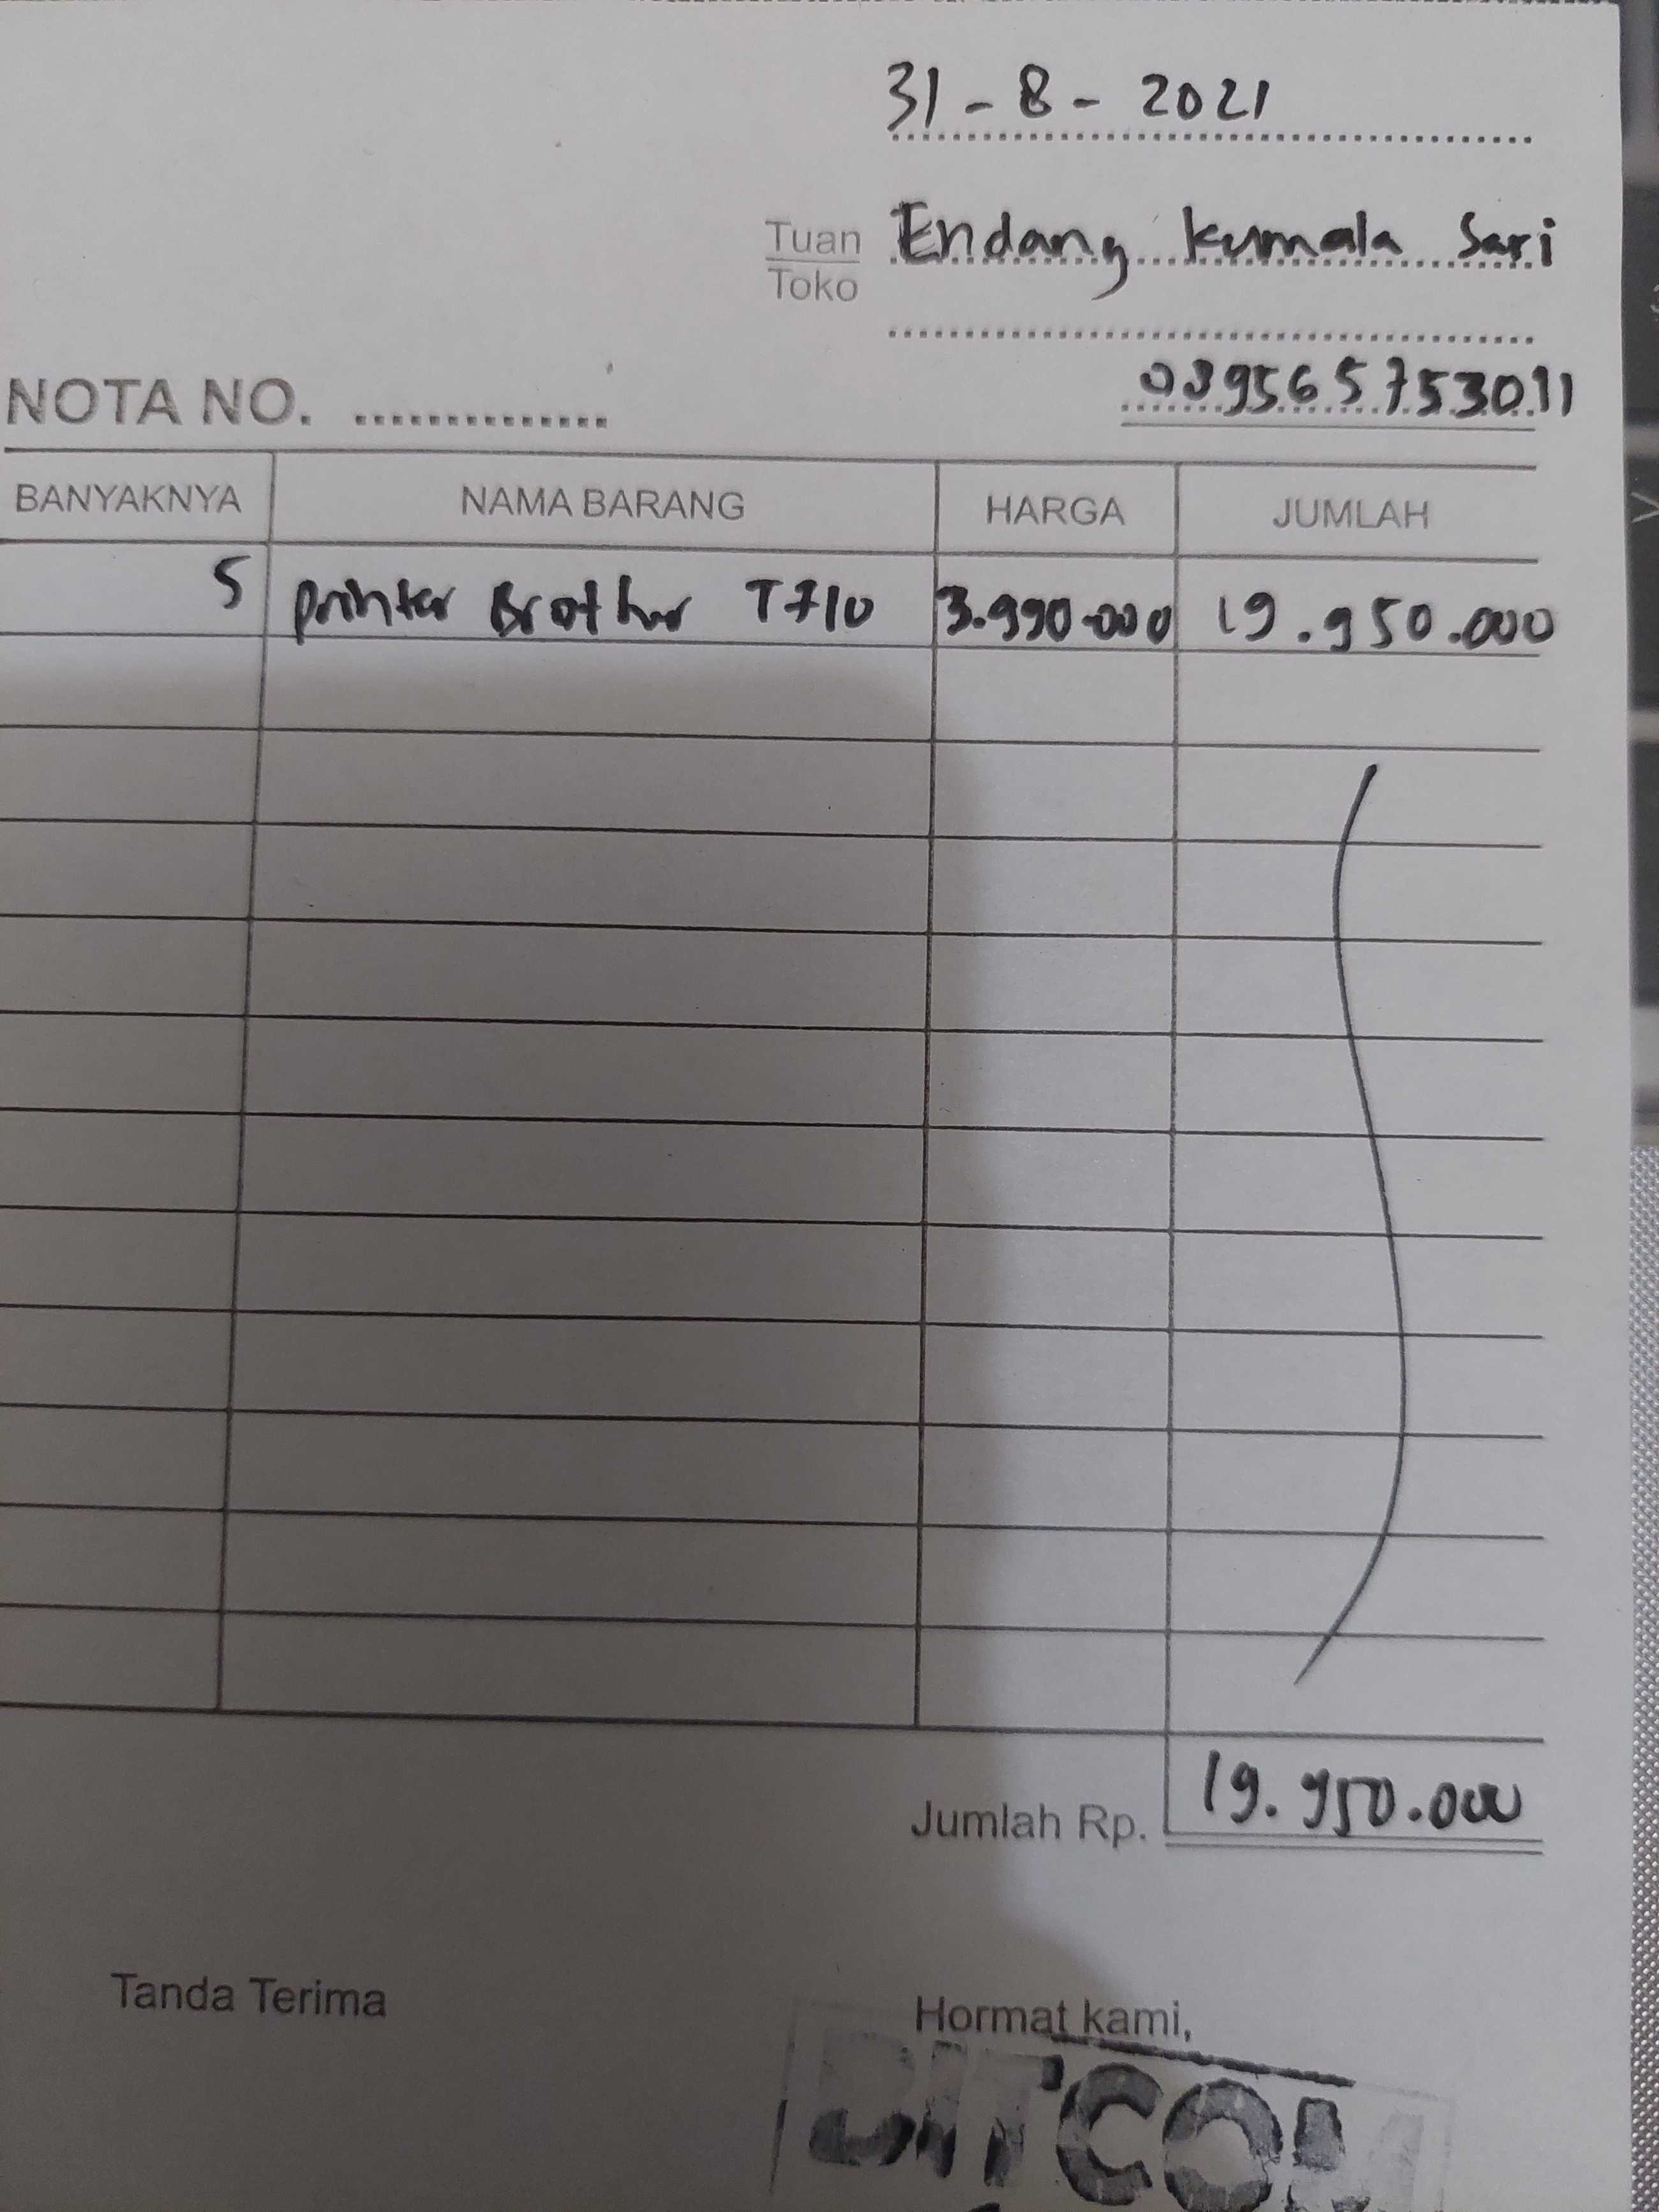 31 - 8 - 2021
Tuan Endang Kumala Sari
Toko
089565753011
NOTA NO. ..............
BANYAKNYA NAMA BARANG HARGA JUMLAH
5 Printer Brother T710 3.990.000 19.950.000
Jumlah Rp. 19.950.000
Tanda Terima Hormat kami,
BITCOM